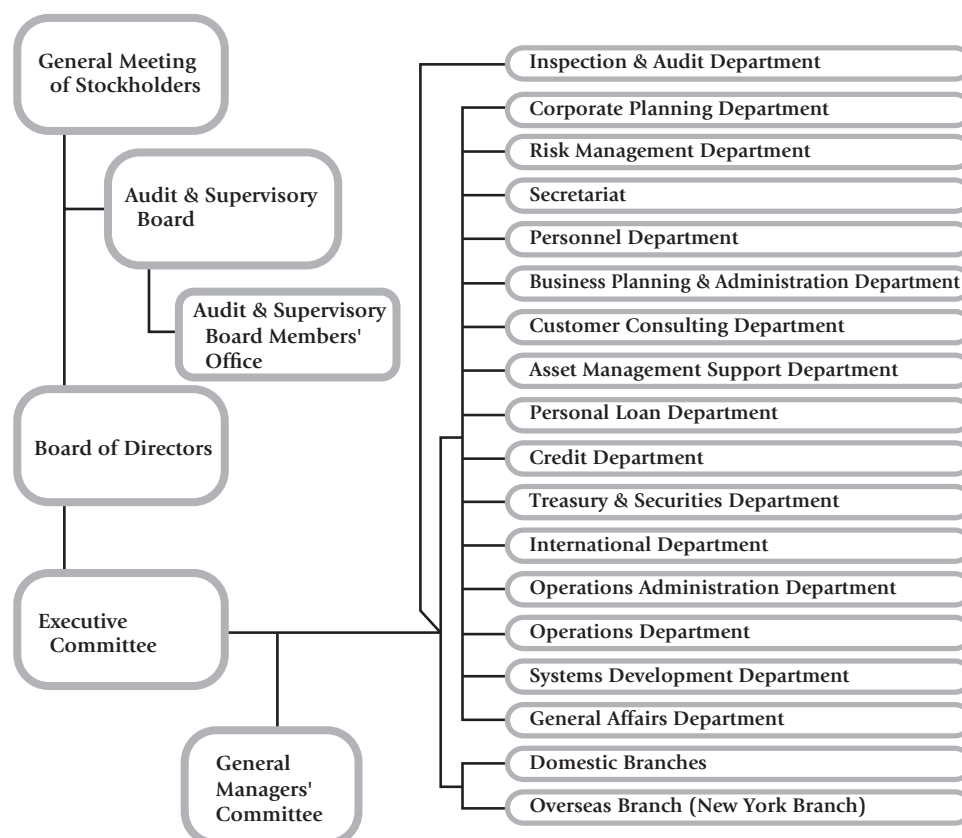 General Meeting
of Stockholders
Audit & Supervisory
Board
Audit & Supervisory
Board Members'
Office
Board of Directors
Executive
Committee
General
Managers'
Committee
Inspection & Audit Department
Corporate Planning Department
Risk Management Department
Secretariat
Personnel Department
Business Planning & Administration Department
Customer Consulting Department
Asset Management Support Department
Personal Loan Department
Credit Department
Treasury & Securities Department
International Department
Operations Administration Department
Operations Department
Systems Development Department
General Affairs Department
Domestic Branches
Overseas Branch (New York Branch)